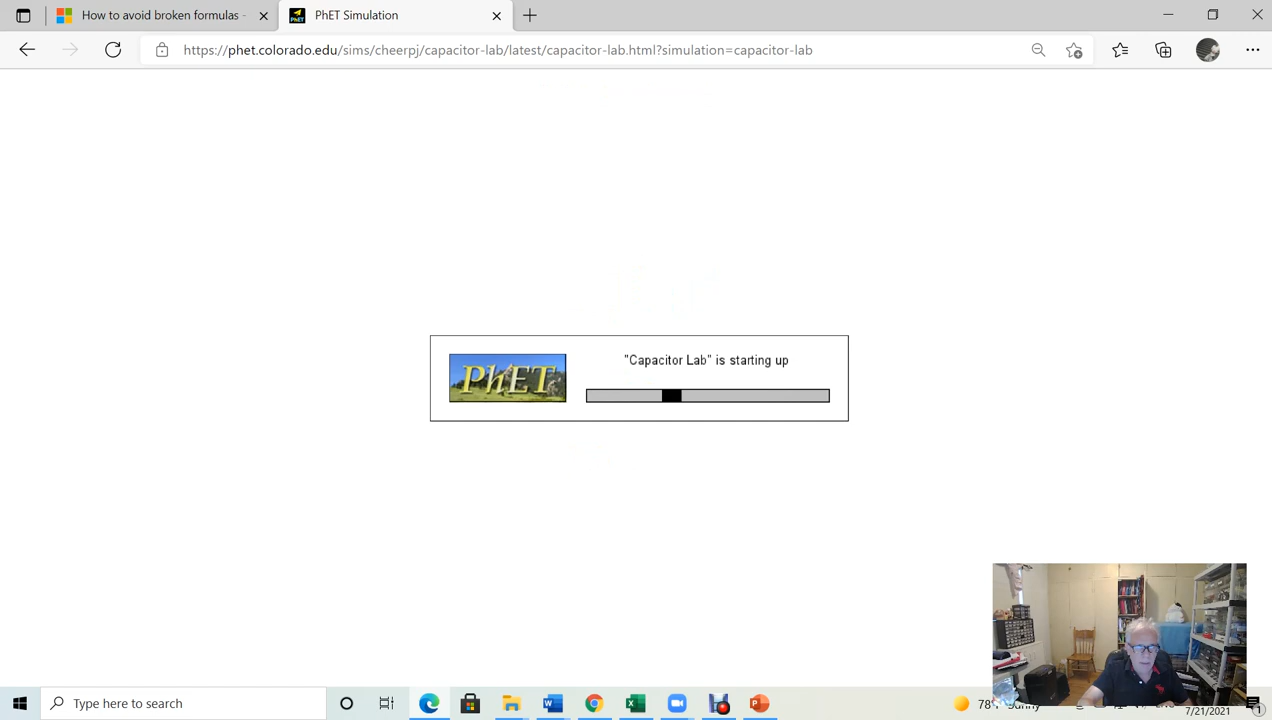 How to avoid broken formulas -
PhET Simulation
https://phet.colorado.edu/sims/cheerpj/capacitor-lab/latest/capacitor-lab.html?simulation=capacitor-lab
PhET
"Capacitor Lab" is starting up
Type here to search
78°F Sunny
7/21/2021
1